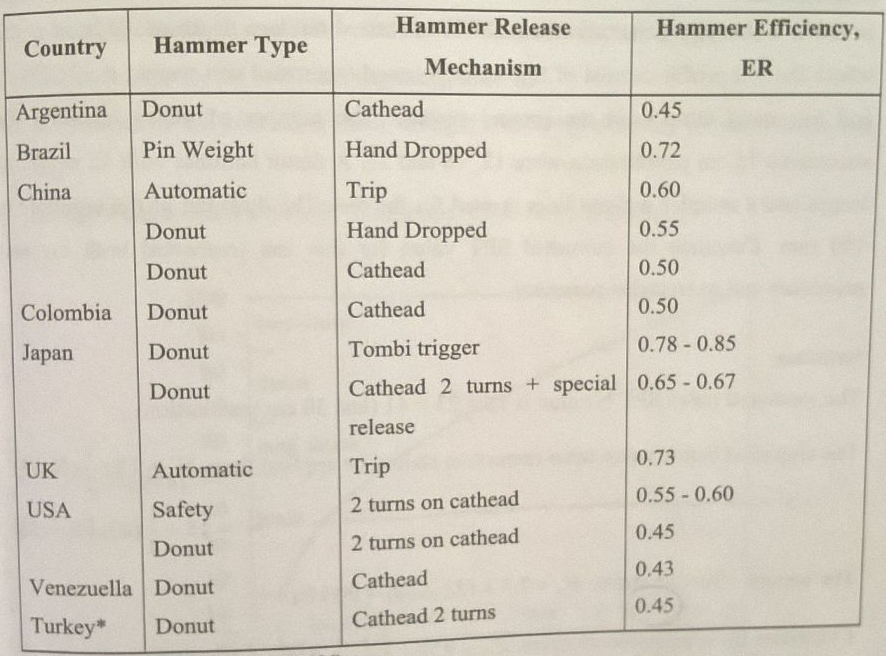 Country Hammer Type Hammer Release Mechanism Hammer Efficiency, ER
Argentina Donut Cathead 0.45
Brazil Pin Weight Hand Dropped 0.72
China Automatic Trip 0.60
Donut Hand Dropped 0.55
Donut Cathead 0.50
Colombia Donut Cathead 0.50
Japan Donut Tombi trigger 0.78 - 0.85
Donut Cathead 2 turns + special 0.65 - 0.67
release
UK Automatic Trip 0.73
USA Safety 2 turns on cathead 0.55 - 0.60
Donut 2 turns on cathead 0.45
Venezuella Donut Cathead 0.43
Turkey* Donut Cathead 2 turns 0.45